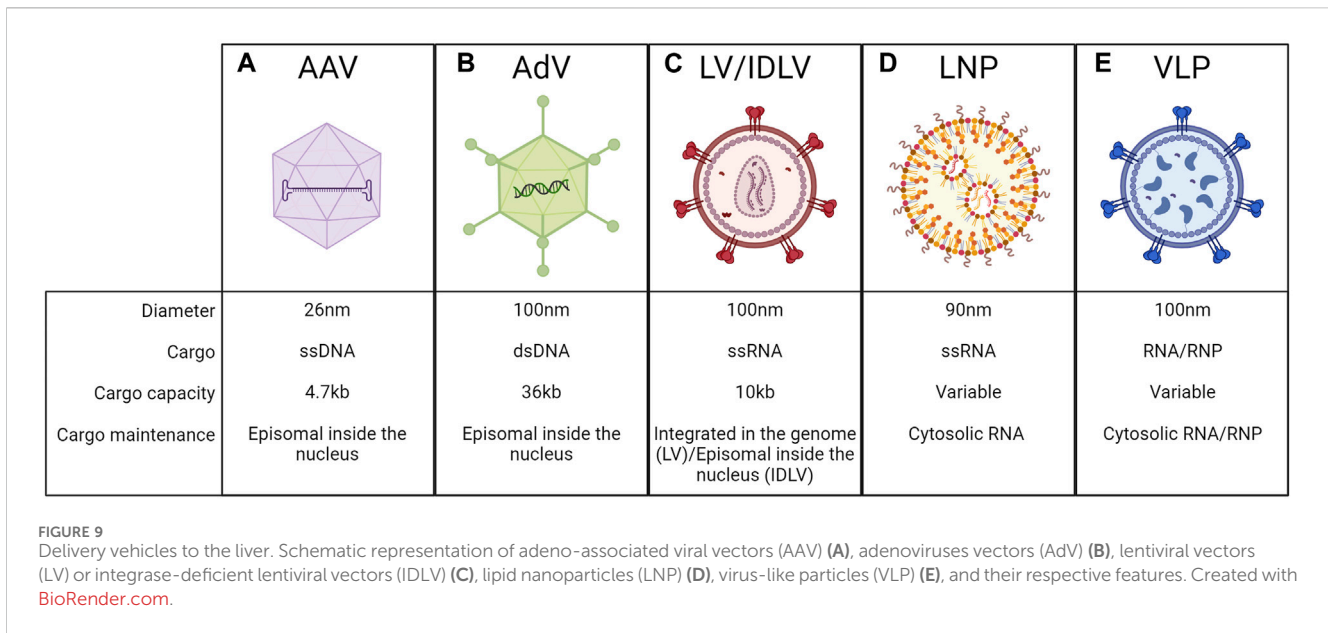 A AAV
B AdV
C LV/IDLV
D LNP
E VLP
Diameter 26nm 100nm 100nm 90nm 100nm
Cargo ssDNA dsDNA ssRNA ssRNA RNA/RNP
Cargo capacity 4.7kb 36kb 10kb Variable Variable
Cargo maintenance
Episomal inside the
nucleus
Episomal inside the
nucleus
Integrated in the genome
(LV)/Episomal inside the
nucleus (IDLV)
Cytosolic RNA
Cytosolic RNA/RNP
FIGURE 9
Delivery vehicles to the liver. Schematic representation of adeno-associated viral vectors (AAV) (A), adenoviruses vectors (AdV) (B), lentiviral vectors
(LV) or integrase-deficient lentiviral vectors (IDLV) (C), lipid nanoparticles (LNP) (D), virus-like particles (VLP) (E), and their respective features. Created with
BioRender.com.